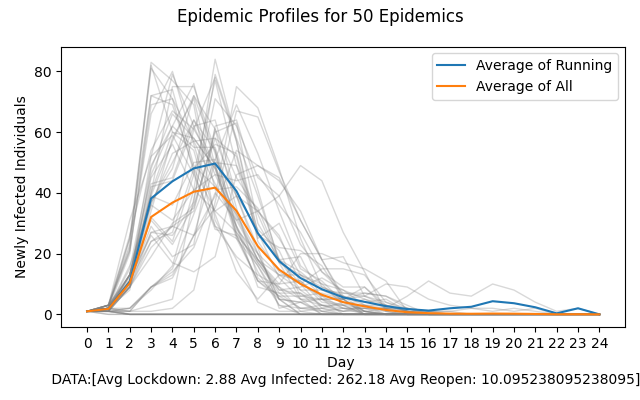 Epidemic Profiles for 50 Epidemics
Average of Running
Average of All
Newly Infected Individuals
80
60
40
20
0
0 1 2 3 4 5 6 7 8 9 10 11 12 13 14 15 16 17 18 19 20 21 22 23 24
Day
DATA:[Avg Lockdown: 2.88 Avg Infected: 262.18 Avg Reopen: 10.095238095238095]